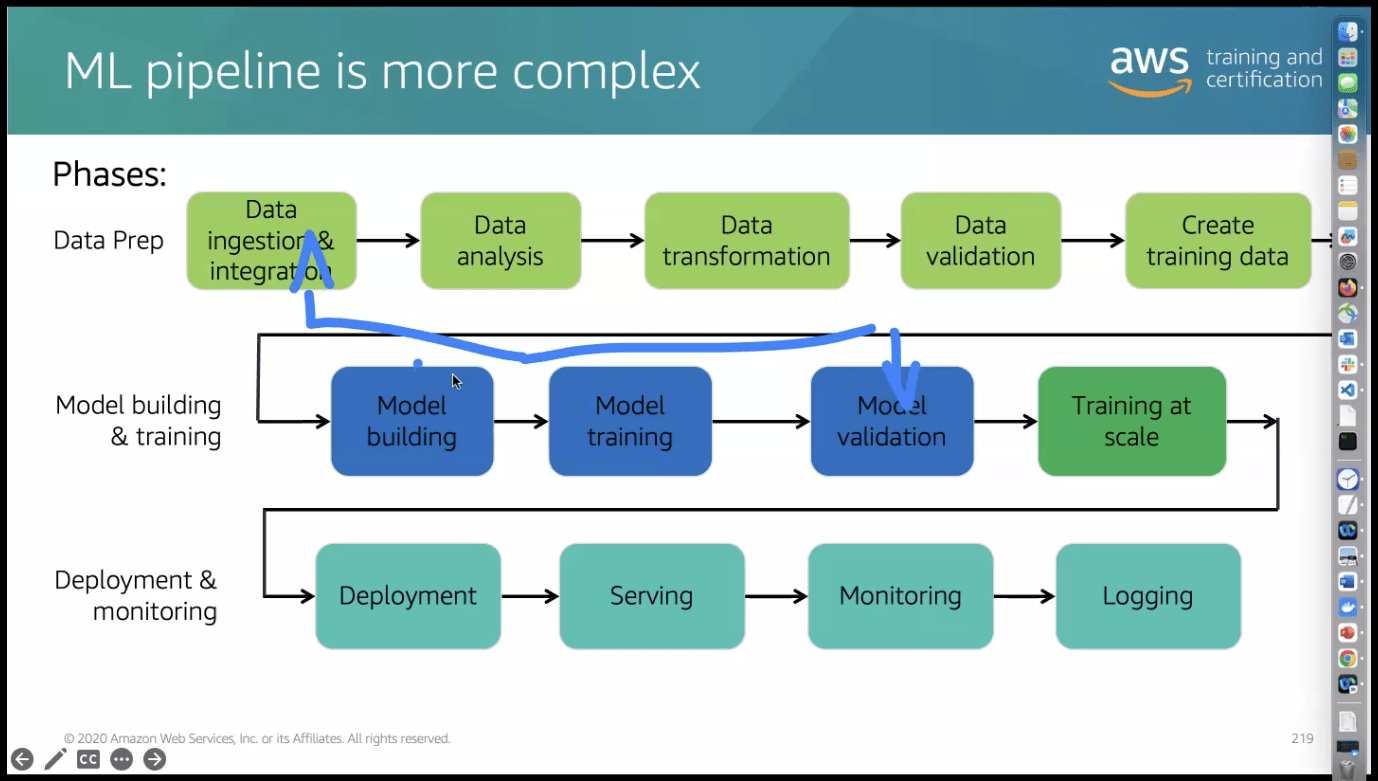 ML pipeline is more complex
aws training and
certification
Phases:
Data Prep
Data
ingestion &
integration
Data
analysis
Data
transformation
Data
validation
Create
training data
Model building
& training
Model
building
Model
training
Model
validation
Training at
scale
Deployment &
monitoring
Deployment
Serving
Monitoring
Logging
© 2020 Amazon Web Services, Inc. or its Affiliates. All rights reserved.
219
CC